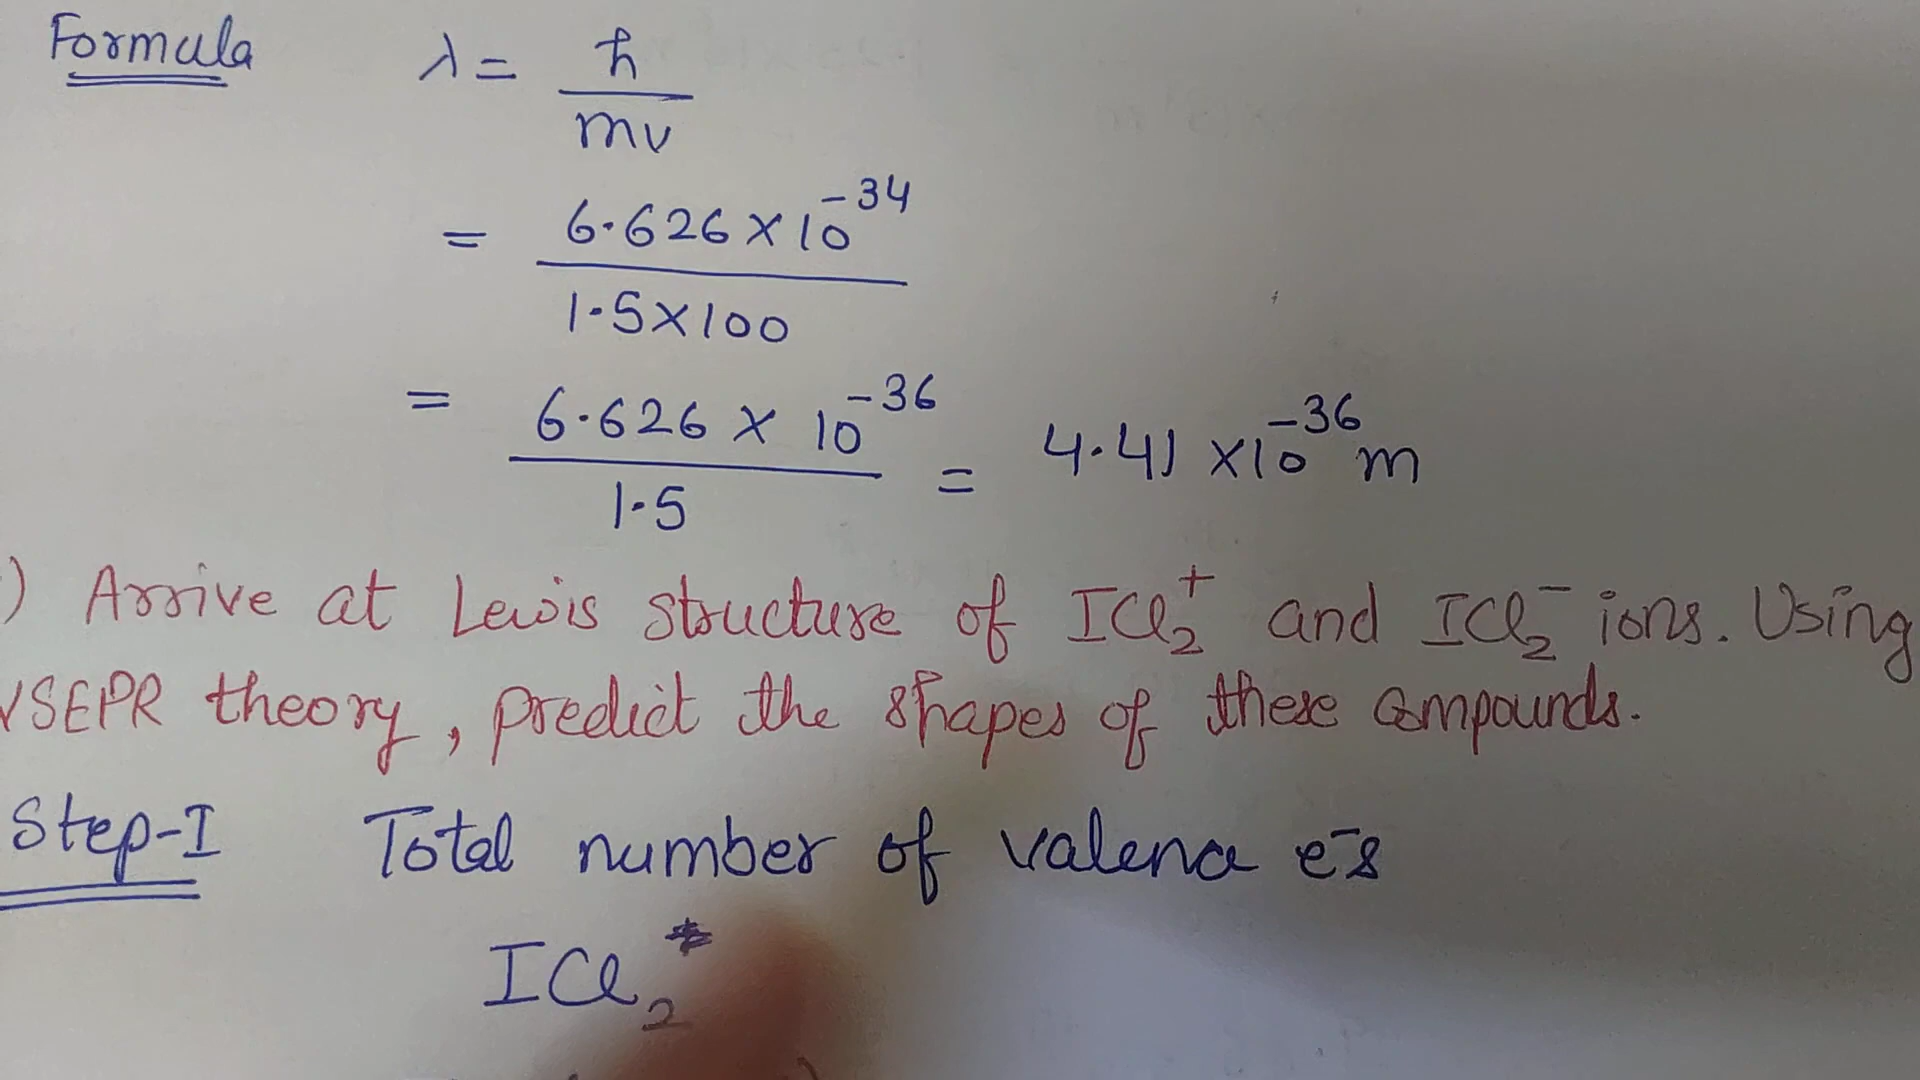 Formula λ = ħ / mv
= 6.626 × 10⁻³⁴ / 1.5 × 100
= 6.626 × 10⁻³⁶ / 1.5 = 4.41 × 10⁻³⁶ m
) Arrive at Lewis structure of ICl₂⁺ and ICl₂⁻ ions. Using
VSEPR theory, predict the shapes of these compounds.
Step-I Total number of valence e⁻s
ICl₂⁺